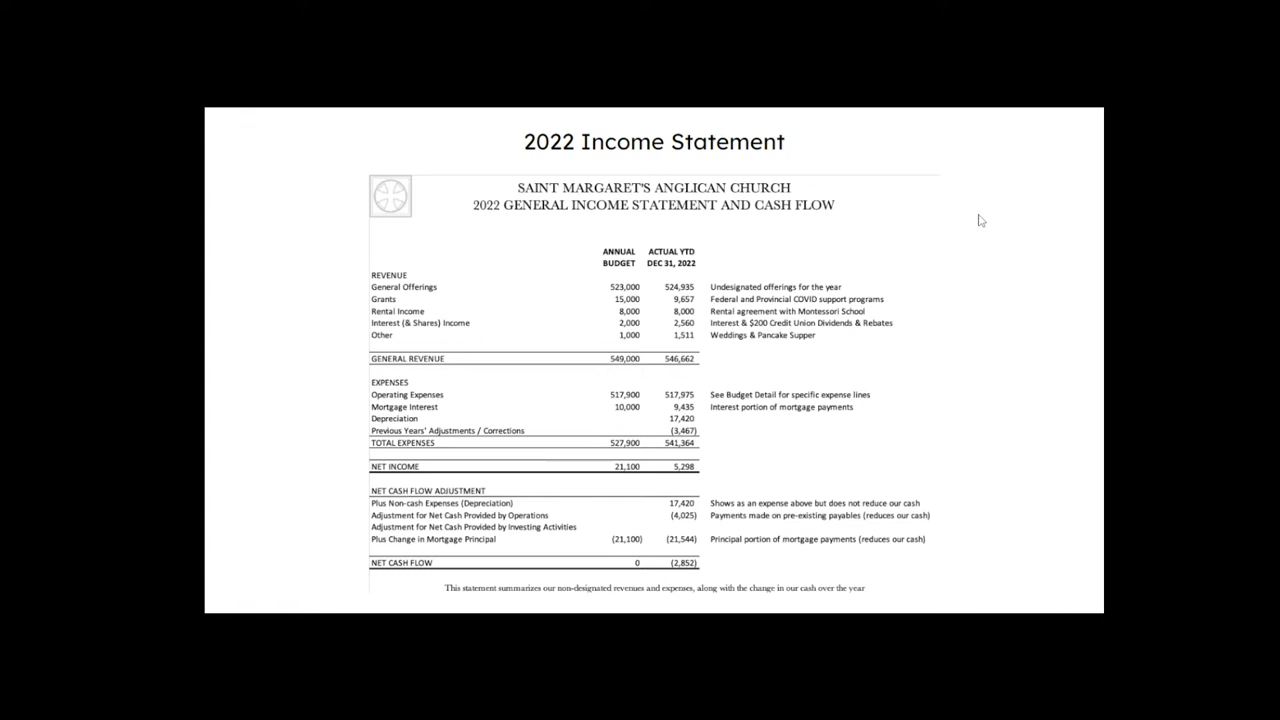 2022 Income Statement
SAINT MARGARET'S ANGLICAN CHURCH
2022 GENERAL INCOME STATEMENT AND CASH FLOW
ANNUAL ACTUAL YTD
BUDGET DEC 31, 2022
REVENUE
General Offerings 523,000 524,935 Undesignated offerings for the year
Grants 15,000 9,657 Federal and Provincial COVID support programs
Rental Income 8,000 8,000 Rental agreement with Montessori School
Interest (& Shares) Income 2,000 2,560 Interest & $200 Credit Union Dividends & Rebates
Other 1,000 1,511 Weddings & Pancake Supper
GENERAL REVENUE 549,000 546,662
EXPENSES
Operating Expenses 517,900 517,975 See Budget Detail for specific expense lines
Mortgage Interest 10,000 9,435 Interest portion of mortgage payments
Depreciation 17,420
Previous Years' Adjustments / Corrections (3,467)
TOTAL EXPENSES 527,900 541,364
NET INCOME 21,100 5,298
NET CASH FLOW ADJUSTMENT
Plus Non-cash Expenses (Depreciation) 17,420 Shows as an expense above but does not reduce our cash
Adjustment for Net Cash Provided by Operations (4,025) Payments made on pre-existing payables (reduces our cash)
Adjustment for Net Cash Provided by Investing Activities
Plus Change in Mortgage Principal (21,100) (21,544) Principal portion of mortgage payments (reduces our cash)
NET CASH FLOW 0 (2,852)
This statement summarizes our non-designated revenues and expenses, along with the change in our cash over the year